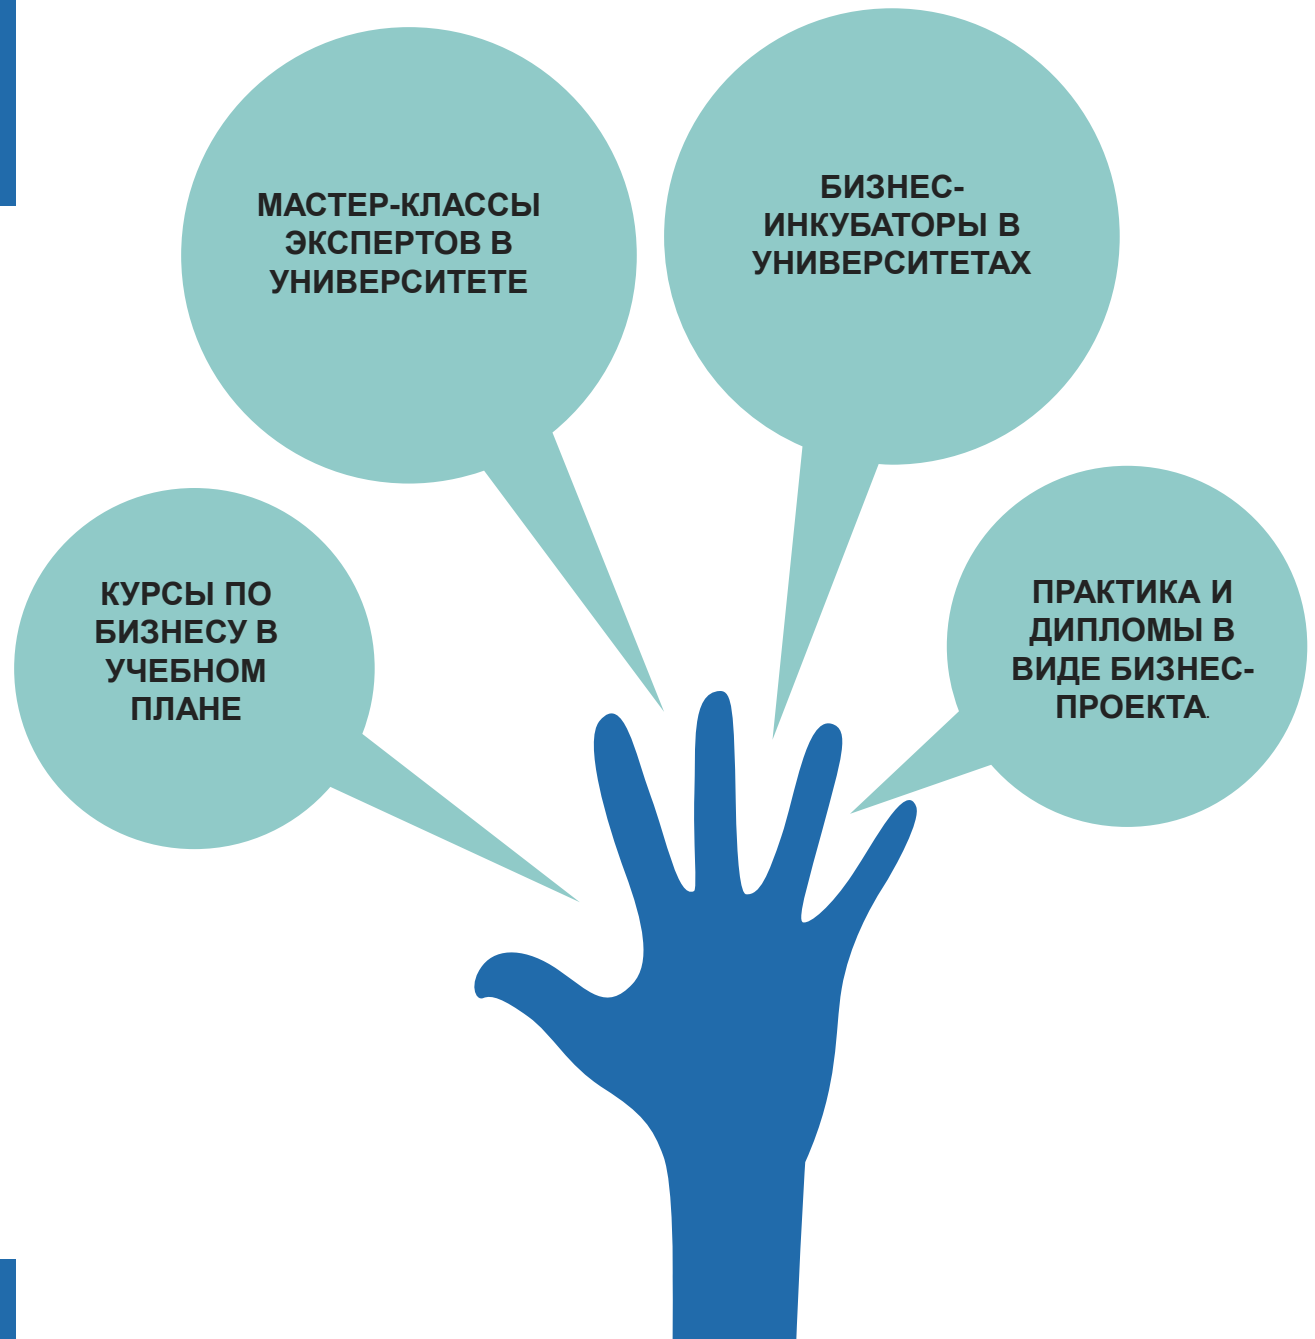 МАСТЕР-КЛАССЫ
ЭКСПЕРТОВ В
УНИВЕРСИТЕТЕ
БИЗНЕС-
ИНКУБАТОРЫ В
УНИВЕРСИТЕТАХ
КУРСЫ ПО
БИЗНЕСУ В
УЧЕБНОМ
ПЛАНЕ
ПРАКТИКА И
ДИПЛОМЫ В
ВИДЕ БИЗНЕС-
ПРОЕКТА.